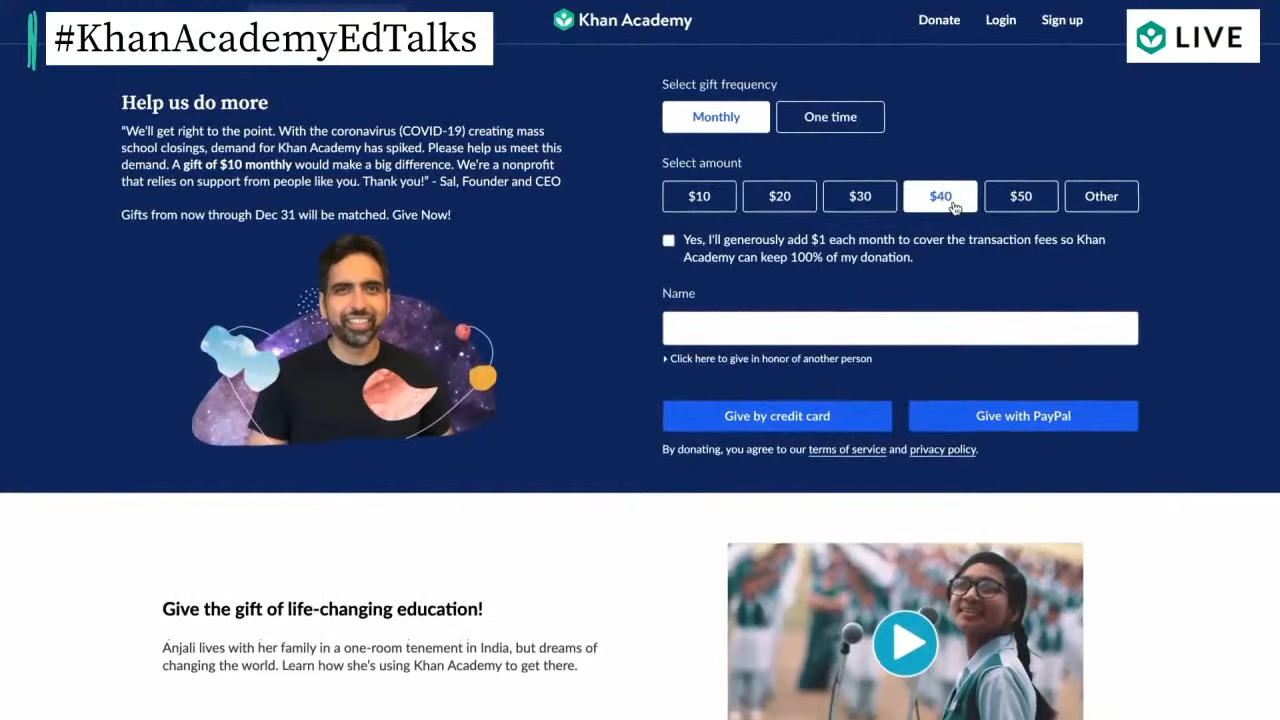 #KhanAcademyEdTalks
Khan Academy
Donate
Login
Sign up
LIVE
Help us do more
“We’ll get right to the point. With the coronavirus (COVID-19) creating mass
school closings, demand for Khan Academy has spiked. Please help us meet this
demand. A gift of $10 monthly would make a big difference. We’re a nonprofit
that relies on support from people like you. Thank you!” - Sal, Founder and CEO
Gifts from now through Dec 31 will be matched. Give Now!
Select gift frequency
Monthly
One time
Select amount
$10
$20
$30
$40
$50
Other
Yes, I’ll generously add $1 each month to cover the transaction fees so Khan
Academy can keep 100% of my donation.
Name
Click here to give in honor of another person
Give by credit card
Give with PayPal
By donating, you agree to our terms of service and privacy policy.
Give the gift of life-changing education!
Anjali lives with her family in a one-room tenement in India, but dreams of
changing the world. Learn how she’s using Khan Academy to get there.